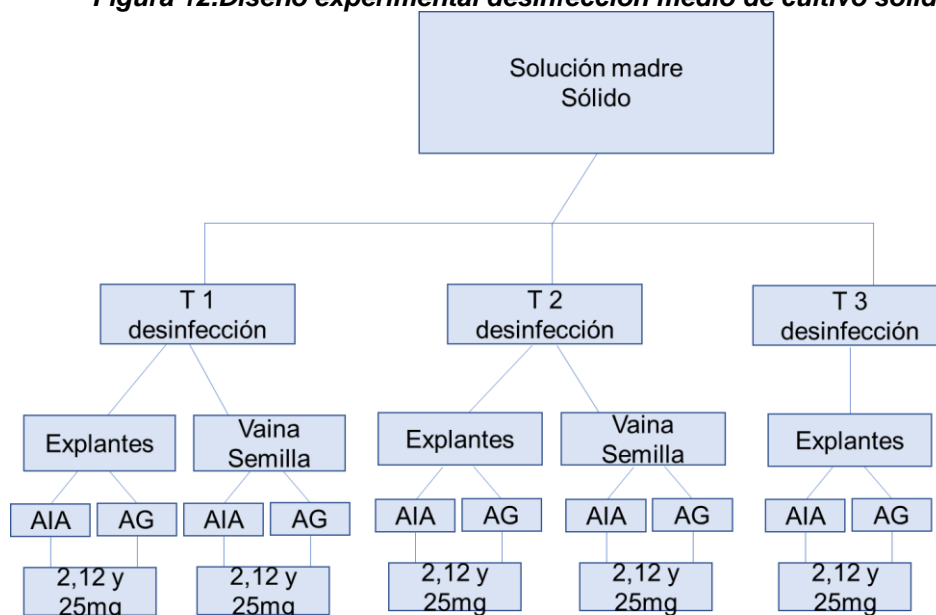 Figura 12.Diseño experimental desinfección medio de cultivo solid
Solución madre
Sólido
T 1
desinfección
T 2
desinfección
T 3
desinfección
Explantes
Vaina
Semilla
Explantes
Vaina
Semilla
Explantes
AIA
AG
AIA
AG
AIA
AG
AIA
AG
AIA
AG
2,12 y
25mg
2,12 y
25mg
2,12 y
25mg
2,12 y
25mg
2,12 y
25mg